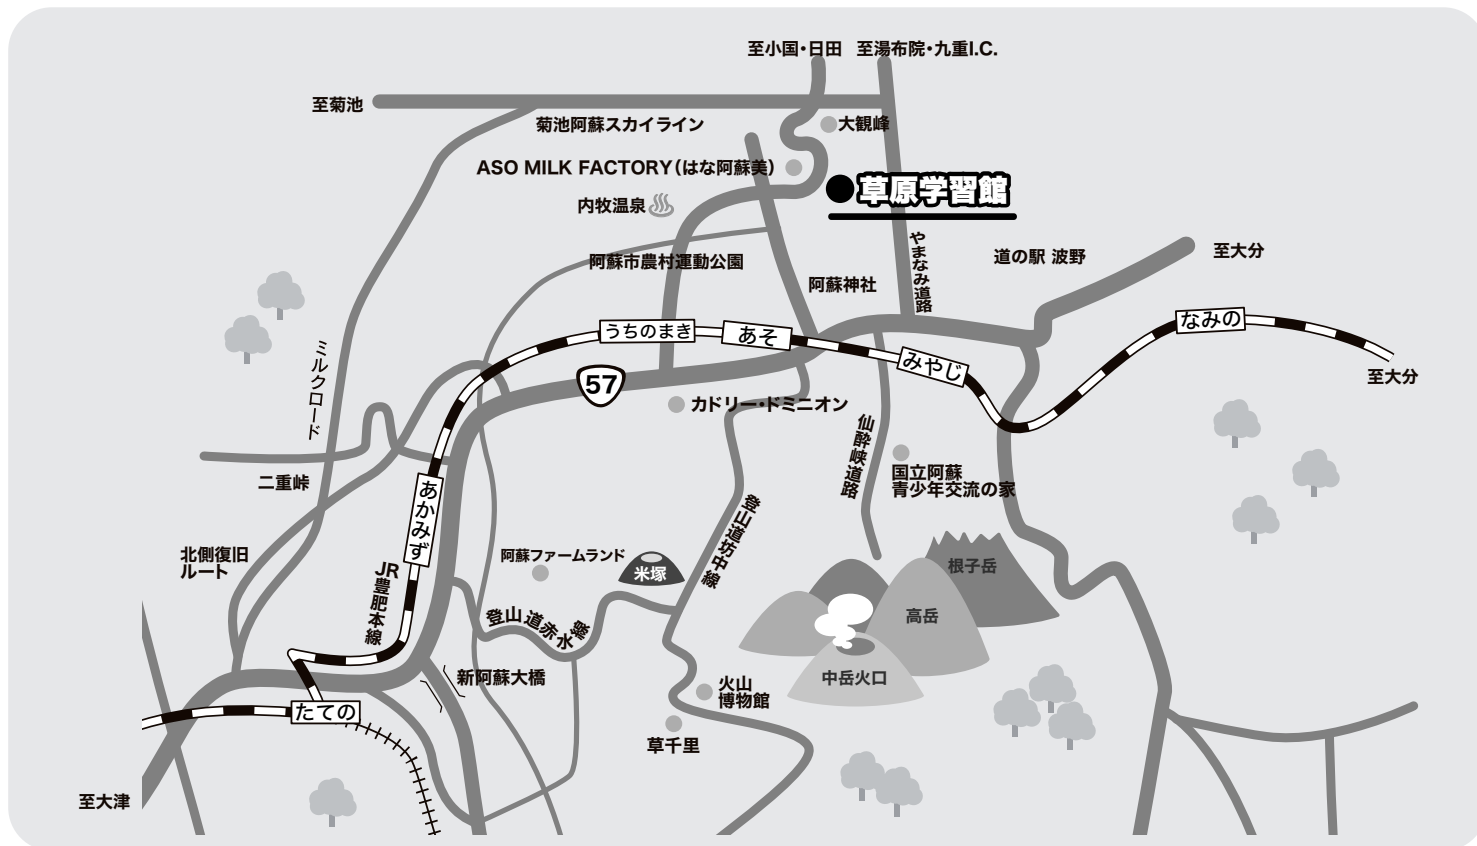 至小国・日田
至湯布院・九重I.C.
至菊池
菊池阿蘇スカイライン
大観峰
ASO MILK FACTORY（はな阿蘇美）
草原学習館
内牧温泉
やまなみ道路
道の駅 波野
至大分
阿蘇市農村運動公園
阿蘇神社
うちのまき
あそ
みやじ
なみの
至大分
ミルクロード
57
カドリー・ドミニオン
仙酔峡道路
国立阿蘇
青少年交流の家
二重峠
あかみず
登山道坊中線
北側復旧
ルート
JR豊肥本線
阿蘇ファームランド
米塚
根子岳
高岳
登山道赤水線
中岳火口
新阿蘇大橋
火山
博物館
たての
草千里
至大津